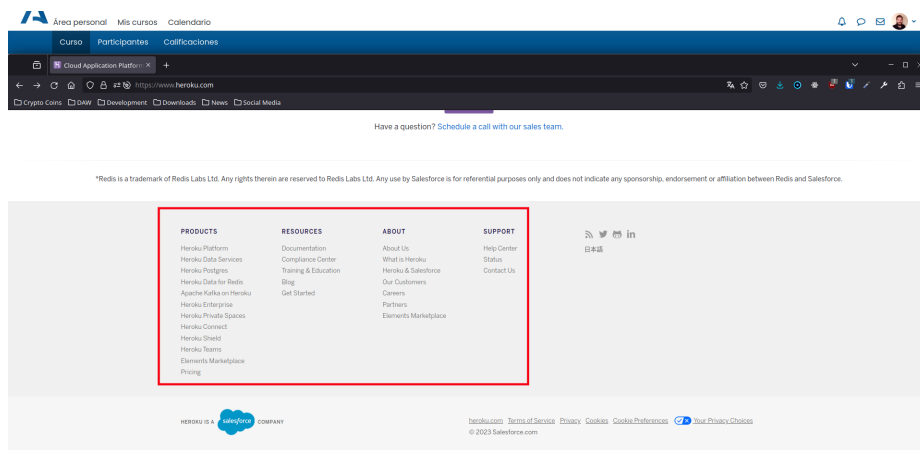 Área personal Mis cursos Calendario
Curso Participantes Calificaciones
Cloud Application Platform
https://www.heroku.com
Crypto Coins DAW Development Downloads News Social Media
Have a question? Schedule a call with our sales team.
*Redis is a trademark of Redis Labs Ltd. Any rights therein are reserved to Redis Labs Ltd. Any use by Salesforce is for referential purposes only and does not indicate any sponsorship, endorsement or affiliation between Redis and Salesforce.
PRODUCTS
Heroku Platform
Heroku Data Services
Heroku Postgres
Heroku Data for Redis
Apache Kafka on Heroku
Heroku Enterprise
Heroku Private Spaces
Heroku Connect
Heroku Shield
Heroku Teams
Elements Marketplace
Pricing
RESOURCES
Documentation
Compliance Center
Training & Education
Blog
Get Started
ABOUT
About Us
What is Heroku
Heroku & Salesforce
Our Customers
Careers
Partners
Elements Marketplace
SUPPORT
Help Center
Status
Contact Us
in
日本語
HEROKU IS A salesforce COMPANY
heroku.com Terms of Service Privacy Cookies Cookie Preferences Your Privacy Choices
© 2023 Salesforce.com